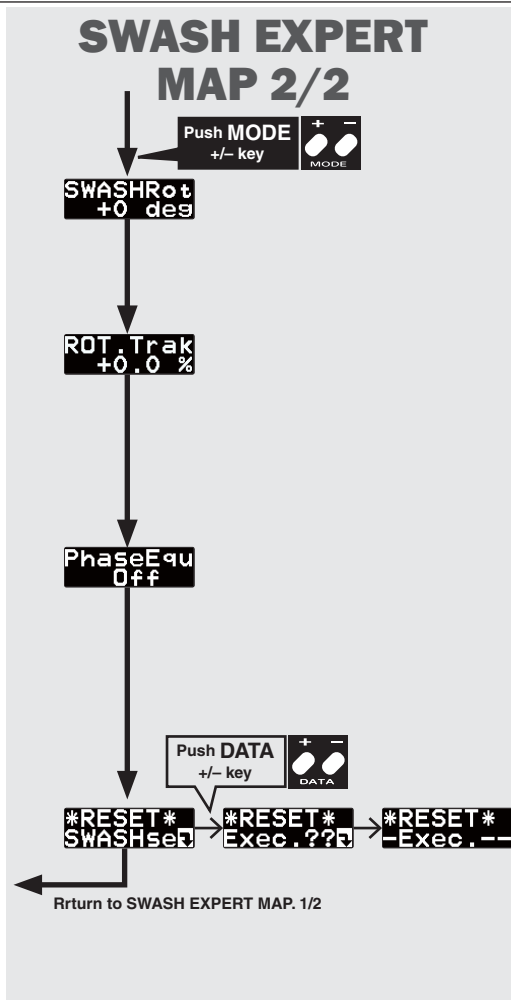 SWASH EXPERT
MAP 2/2
Push MODE
+/– key
+ –
MODE
SWASHRot
+0 deg
ROT.Trak
+0.0 %
PhaseEqu
Off
Push DATA
+/– key
+ –
DATA
*RESET*
SWASHse
*RESET*
Exec.??
*RESET*
-Exec.--
Rrturn to SWASH EXPERT MAP. 1/2